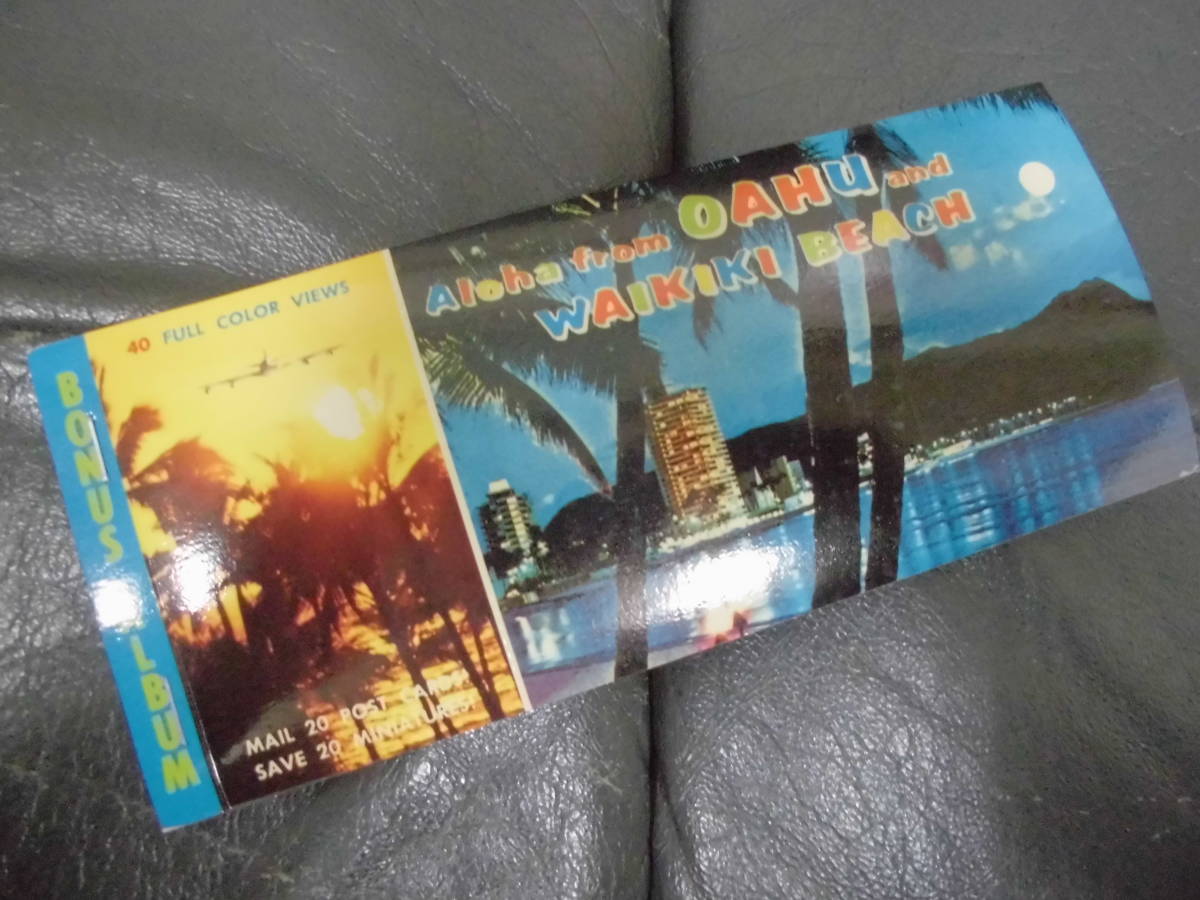 BONUS ALBUM
40 FULL COLOR VIEWS
MAIL 20 POST CARDS
SAVE 20 MINIATURES!
Aloha from OAHU and
WAIKIKI BEACH